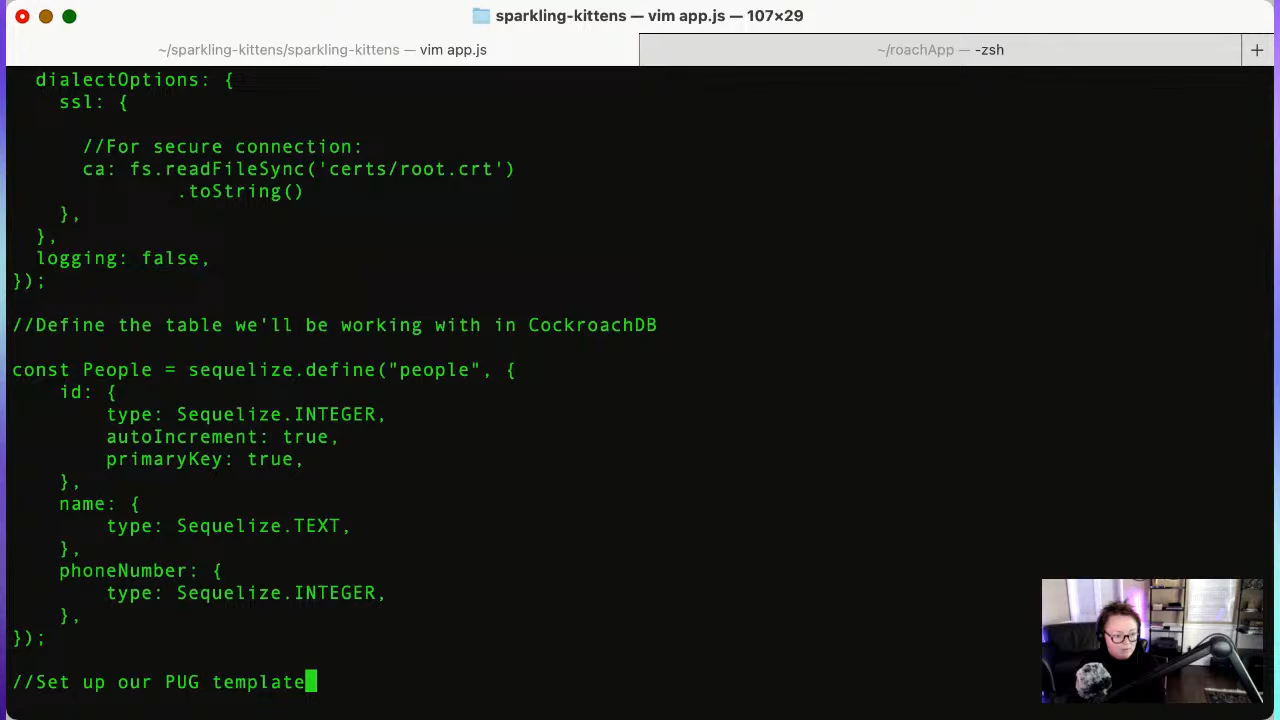 sparkling-kittens — vim app.js — 107×29
~/sparkling-kittens/sparkling-kittens — vim app.js
~/roachApp — -zsh
+
dialectOptions: {
ssl: {
//For secure connection:
ca: fs.readFileSync('certs/root.crt')
.toString()
},
},
logging: false,
});
//Define the table we'll be working with in CockroachDB
const People = sequelize.define("people", {
id: {
type: Sequelize.INTEGER,
autoIncrement: true,
primaryKey: true,
},
name: {
type: Sequelize.TEXT,
},
phoneNumber: {
type: Sequelize.INTEGER,
},
});
//Set up our PUG template